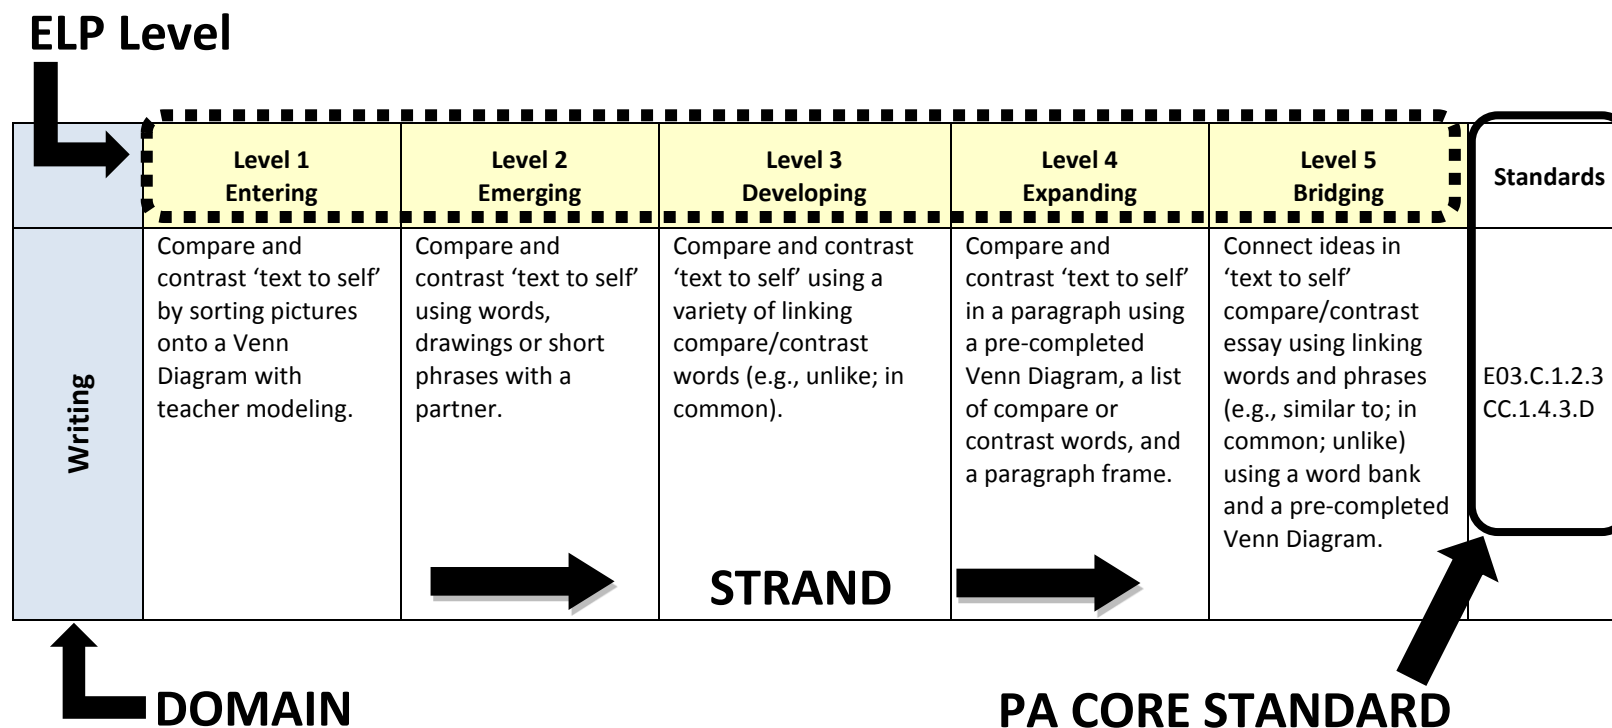 ELP Level
Level 1
Entering
Level 2
Emerging
Level 3
Developing
Level 4
Expanding
Level 5
Bridging
Standards
Writing
Compare and
contrast ‘text to self’
by sorting pictures
onto a Venn
Diagram with
teacher modeling.
Compare and
contrast ‘text to self’
using words,
drawings or short
phrases with a
partner.
Compare and contrast
‘text to self’ using a
variety of linking
compare/contrast
words (e.g., unlike; in
common).
Compare and
contrast ‘text to self’
in a paragraph using
a pre-completed
Venn Diagram, a list
of compare or
contrast words, and
a paragraph frame.
Connect ideas in
‘text to self’
compare/contrast
essay using linking
words and phrases
(e.g., similar to; in
common; unlike)
using a word bank
and a pre-completed
Venn Diagram.
E03.C.1.2.3
CC.1.4.3.D
STRAND
DOMAIN
PA CORE STANDARD